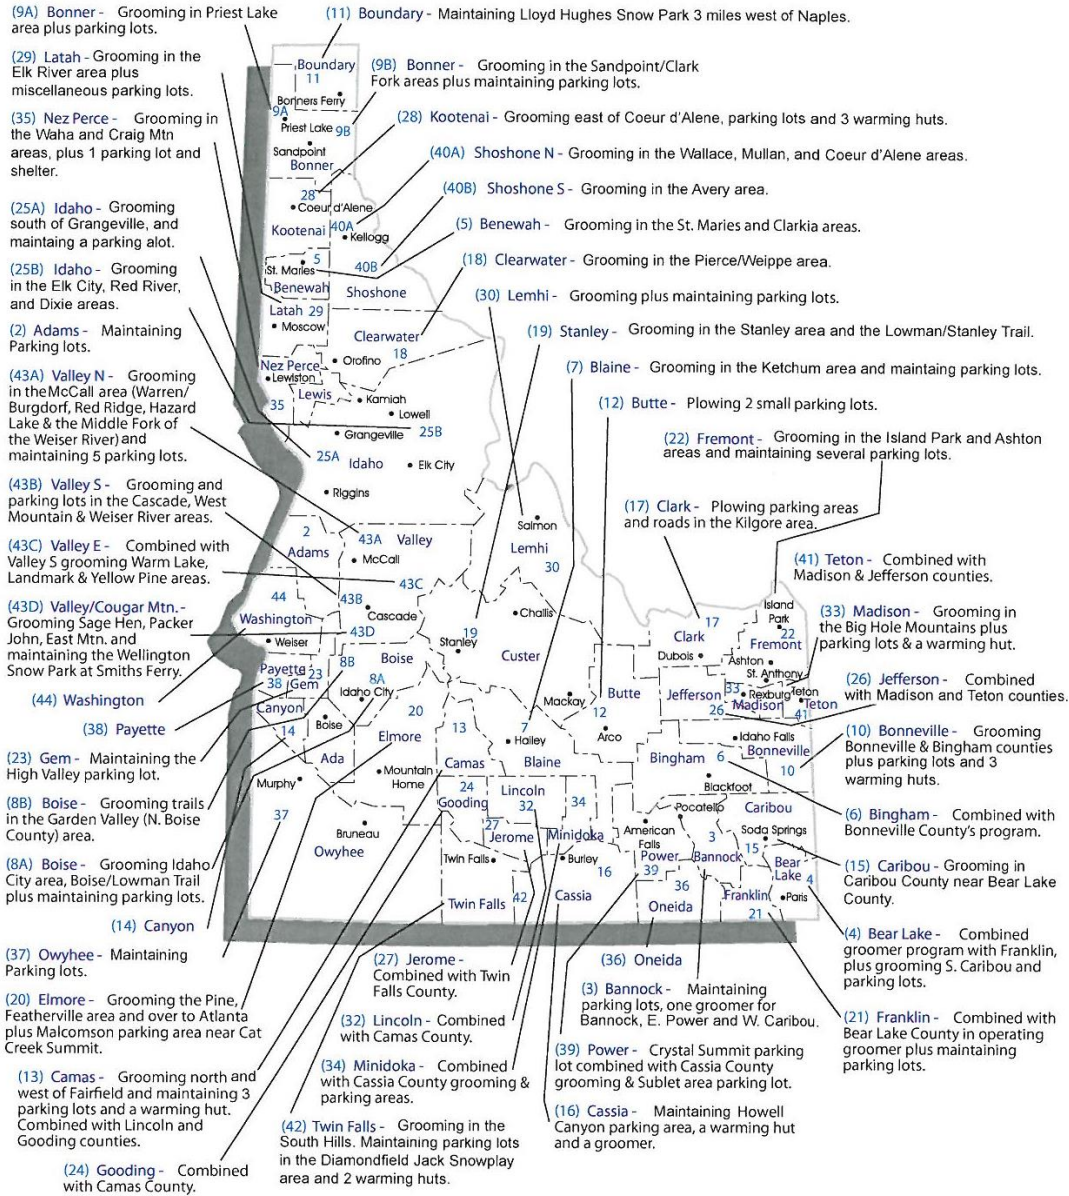 (9A) Bonner - Grooming in Priest Lake
area plus parking lots.
(11) Boundary - Maintaining Lloyd Hughes Snow Park 3 miles west of Naples.
(29) Latah - Grooming in the
Elk River area plus
miscellaneous parking lots.
(9B) Bonner - Grooming in the Sandpoint/Clark
Fork areas plus maintaining parking lots.
(35) Nez Perce - Grooming in
the Waha and Craig Mtn
areas, plus 1 parking lot and
shelter.
(28) Kootenai - Grooming east of Coeur d'Alene, parking lots and 3 warming huts.
(40A) Shoshone N - Grooming in the Wallace, Mullan, and Coeur d'Alene areas.
(40B) Shoshone S - Grooming in the Avery area.
(25A) Idaho - Grooming
south of Grangeville, and
maintaing a parking alot.
(5) Benewah - Grooming in the St. Maries and Clarkia areas.
(25B) Idaho - Grooming
in the Elk City, Red River,
and Dixie areas.
(18) Clearwater - Grooming in the Pierce/Weippe area.
(30) Lemhi - Grooming plus maintaining parking lots.
(2) Adams - Maintaining
Parking lots.
(19) Stanley - Grooming in the Stanley area and the Lowman/Stanley Trail.
(43A) Valley N - Grooming
in theMcCall area (Warren/
Burgdorf, Red Ridge, Hazard
Lake & the Middle Fork of
the Weiser River) and
maintaining 5 parking lots.
(7) Blaine - Grooming in the Ketchum area and maintaing parking lots.
(12) Butte - Plowing 2 small parking lots.
(22) Fremont - Grooming in the Island Park and Ashton
areas and maintaining several parking lots.
(43B) Valley S - Grooming and
parking lots in the Cascade, West
Mountain & Weiser River areas.
(17) Clark - Plowing parking areas
and roads in the Kilgore area.
(43C) Valley E - Combined with
Valley S grooming Warm Lake,
Landmark & Yellow Pine areas.
(41) Teton - Combined with
Madison & Jefferson counties.
(43D) Valley/Cougar Mtn.-
Grooming Sage Hen, Packer
John, East Mtn. and
maintaining the Wellington
Snow Park at Smiths Ferry.
(33) Madison - Grooming in
the Big Hole Mountains plus
parking lots & a warming hut.
(44) Washington
(26) Jefferson - Combined
with Madison and Teton counties.
(38) Payette
(10) Bonneville - Grooming
Bonneville & Bingham counties
plus parking lots and 3
warming huts.
(23) Gem - Maintaining the
High Valley parking lot.
(8B) Boise - Grooming trails
in the Garden Valley (N. Boise
County) area.
(6) Bingham - Combined with
Bonneville County's program.
(8A) Boise - Grooming Idaho
City area, Boise/Lowman Trail
plus maintaining parking lots.
(15) Caribou - Grooming in
Caribou County near Bear Lake
County.
(14) Canyon
(37) Owyhee - Maintaining
Parking lots.
(4) Bear Lake - Combined
groomer program with Franklin,
plus grooming S. Caribou and
parking lots.
(20) Elmore - Grooming the Pine,
Featherville area and over to Atlanta
plus Malcomson parking area near Cat
Creek Summit.
(27) Jerome -
Combined with Twin
Falls County.
(36) Oneida
(3) Bannock - Maintaining
parking lots, one groomer for
Bannock, E. Power and W. Caribou.
(32) Lincoln - Combined
with Camas County.
(21) Franklin - Combined with
Bear Lake County in operating
groomer plus maintaining
parking lots.
(34) Minidoka - Combined
with Cassia County grooming &
parking areas.
(39) Power - Crystal Summit parking
lot combined with Cassia County
grooming & Sublet area parking lot.
(13) Camas - Grooming north and
west of Fairfield and maintaining 3
parking lots and a warming hut.
Combined with Lincoln and
Gooding counties.
(16) Cassia - Maintaining Howell
Canyon parking area, a warming hut
and a groomer.
(42) Twin Falls - Grooming in the
South Hills. Maintaining parking lots
in the Diamondfield Jack Snowplay
area and 2 warming huts.
(24) Gooding - Combined
with Camas County.
Boundary
11
Bonners Ferry
9A
Priest Lake 9B
Sandpoint
Bonner
28
Coeur d'Alene
Kootenai 40A
Kellogg
5
St. Maries 40B
Benewah
Shoshone
Latah 29
Moscow
Clearwater
18
Orofino
Nez Perce
Lewiston
Lewis
35
Kamiah
Lowell
Grangeville 25B
25A
Idaho
Elk City
Riggins
Salmon
2
Adams
43A Valley
McCall
Lemhi
30
43C
44
43B
Cascade
Challis
Washington
43D
Weiser
Stanley
19
Custer
17
Clark
Dubois
Island
Park
22
Fremont
Ashton
St. Anthony
Payette
38
23
Gem
8B
Boise
8A
Idaho City
Canyon
14
Boise
Ada
20
Elmore
13
Camas
7
Hailey
Blaine
Mackay
Butte
12
Arco
Jefferson
26
33
Rexburg
Madison
Teton
Teton
41
Idaho Falls
Bonneville
10
Bingham 6
Blackfoot
Murphy
Mountain
Home
37
Bruneau
Owyhee
24
Gooding
Lincoln
32
34
27
Jerome
Minidoka
Twin Falls
Burley
16
Cassia
42
Twin Falls
American
Falls
Pocatello
Caribou
Soda Springs
15
3
Power
39
Bannock
36
Oneida
Bear
Lake
4
Franklin
Paris
21